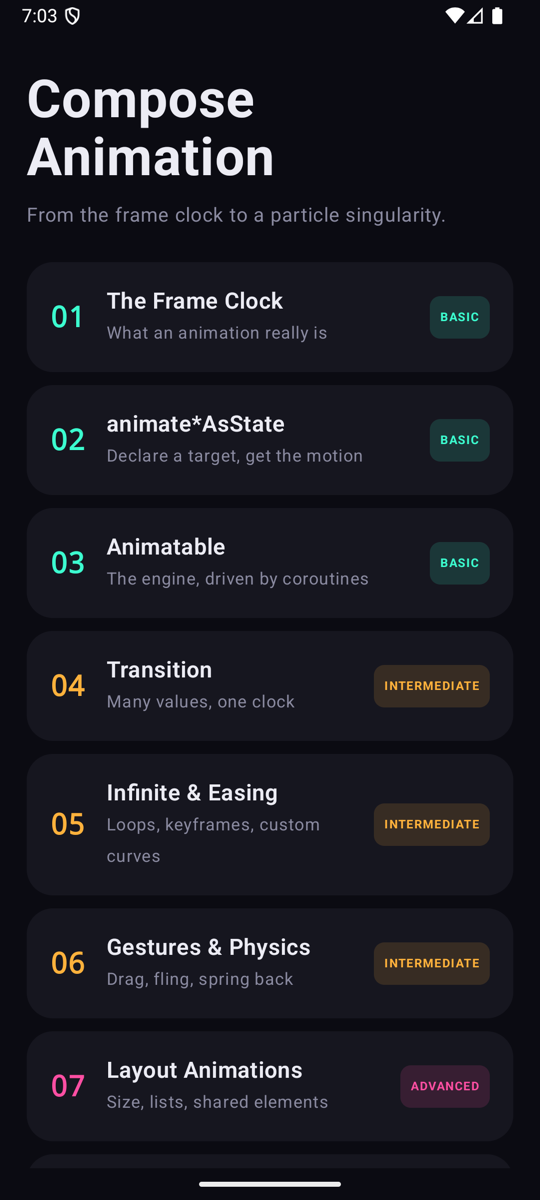 7:03
Compose
Animation
From the frame clock to a particle singularity.
01
The Frame Clock
What an animation really is
BASIC
02
animate*AsState
Declare a target, get the motion
BASIC
03
Animatable
The engine, driven by coroutines
BASIC
04
Transition
Many values, one clock
INTERMEDIATE
05
Infinite & Easing
Loops, keyframes, custom
curves
INTERMEDIATE
06
Gestures & Physics
Drag, fling, spring back
INTERMEDIATE
07
Layout Animations
Size, lists, shared elements
ADVANCED